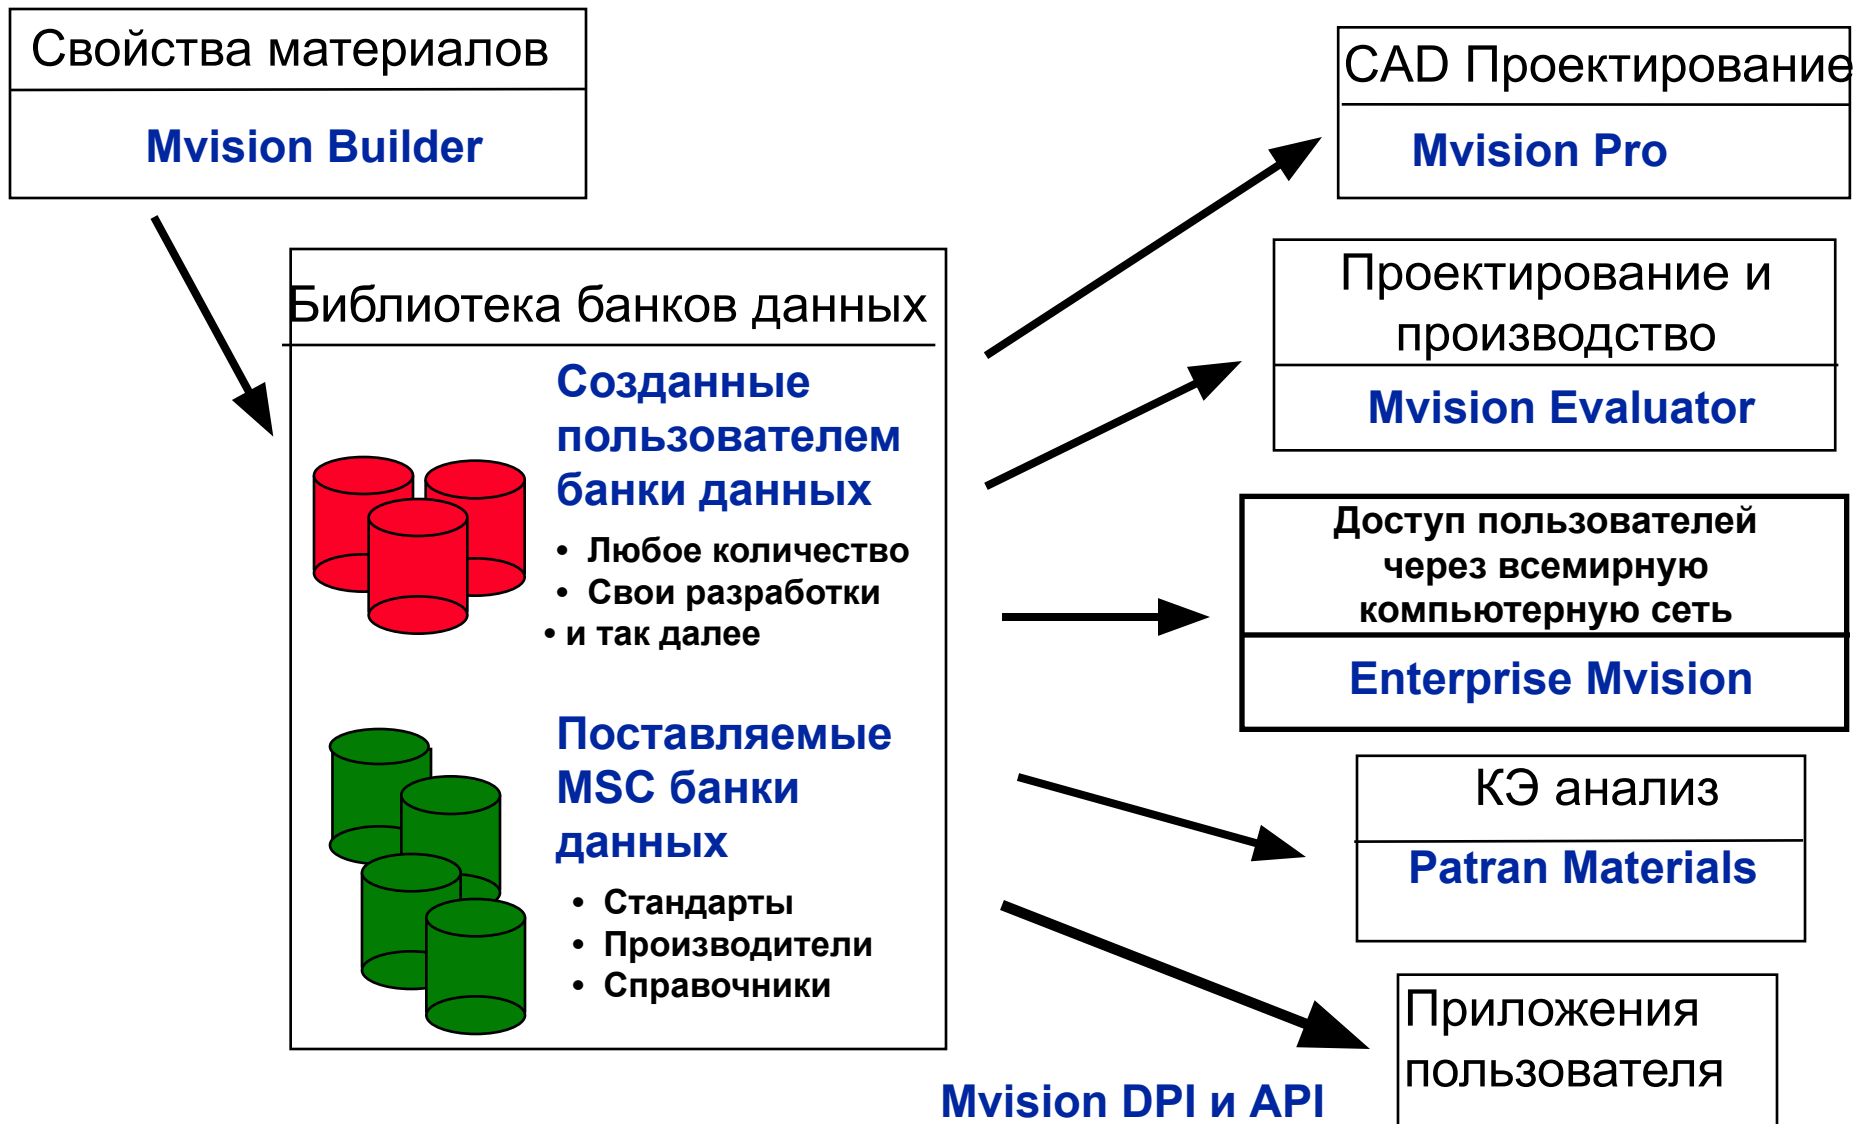 Свойства материалов
Mvision Builder
Библиотека банков данных
Созданные
пользователем
банки данных
• Любое количество
• Свои разработки
• и так далее
Поставляемые
MSC банки
данных
• Стандарты
• Производители
• Справочники
CAD Проектирование
Mvision Pro
Проектирование и
производство
Mvision Evaluator
Доступ пользователей
через всемирную
компьютерную сеть
Enterprise Mvision
КЭ анализ
Patran Materials
Приложения
пользователя
Mvision DPI и API